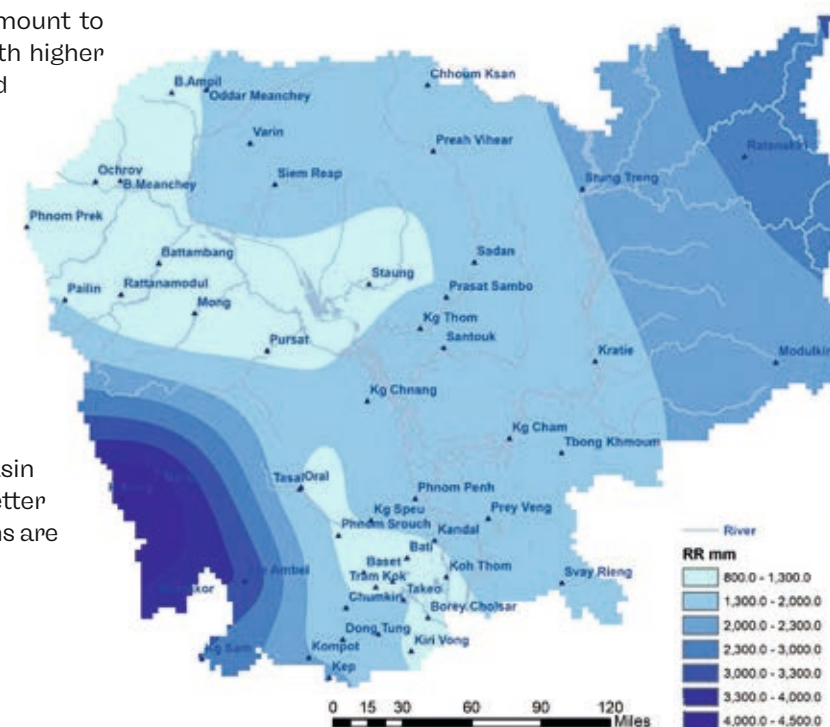 mount to
th higher
d
Chhoum Ksan
B.Ampil
Oddar Meanchey
Varin
Preah Vihear
Ratanakiri
Ochrov
B.Meanchey
Siem Reap
Stung Treng
Phnom Prek
Battambang
Sadan
Staung
Pailin
Rattanamodul
Prasat Sambo
Mong
Kg Thom
Santouk
Pursat
Kratie
Modulkiri
Kg Chnang
Kg Cham
Tbong Khmoum
sin
etter
ns are
Tasal Oral
Phnom Penh
Kg Speu
Prey Veng
Phnom Srouch
Kandal
Bati
Baset
Koh Thom
Tram Kok
Svay Rieng
Ambel
Takeo
Chumkiri
Borey Cholsar
Dong Tung
Kiri Vong
Kg Sam
Kompot
Kep
River
RR mm
800.0 - 1,300.0
1,300.0 - 2,000.0
2,000.0 - 2,300.0
2,300.0 - 3,000.0
3,000.0 - 3,300.0
3,300.0 - 4,000.0
4,000.0 - 4,500.0
0 15 30 60 90 120
Miles